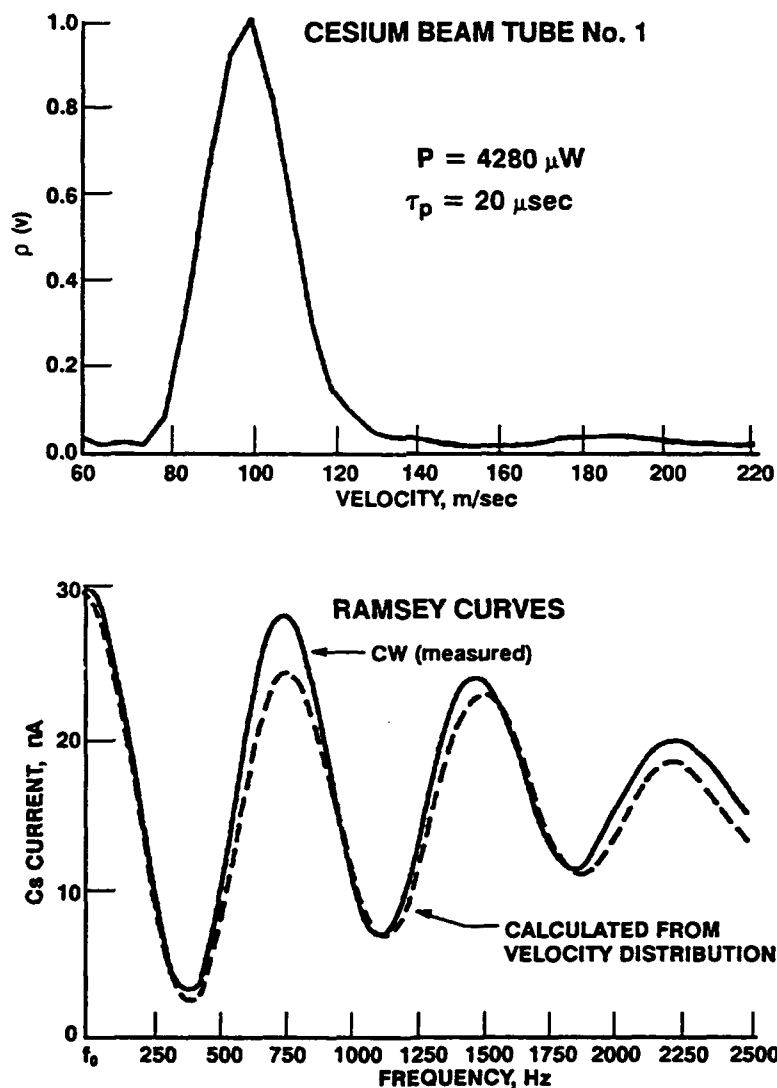 CESIUM BEAM TUBE No. 1
1.0
0.8
0.6
0.4
0.2
0.0
ρ (v)
P = 4280 μW
τp = 20 μsec
60 80 100 120 140 160 180 200 220
VELOCITY, m/sec
RAMSEY CURVES
CW (measured)
30
20
10
0
Cs CURRENT, nA
CALCULATED FROM
VELOCITY DISTRIBUTION
f0 250 500 750 1000 1250 1500 1750 2000 2250 2500
FREQUENCY, Hz